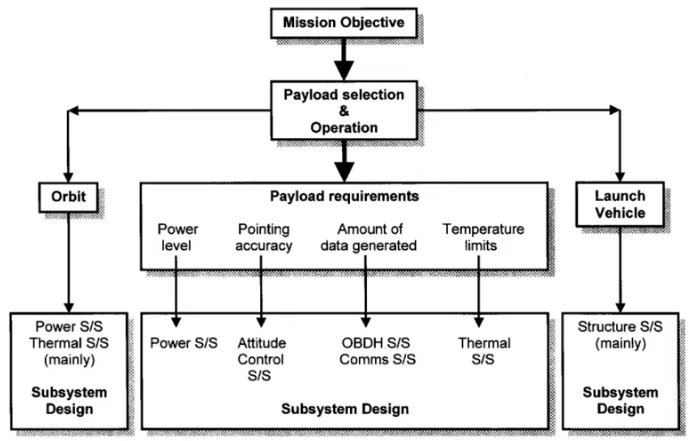 Mission Objective
Payload selection
&
Operation
Orbit
Payload requirements
Launch
Vehicle
Power
level
Pointing
accuracy
Amount of
data generated
Temperature
limits
Power S/S
Thermal S/S
(mainly)
Subsystem
Design
Power S/S
Attitude
Control
S/S
OBDH S/S
Comms S/S
Thermal
S/S
Subsystem Design
Structure S/S
(mainly)
Subsystem
Design